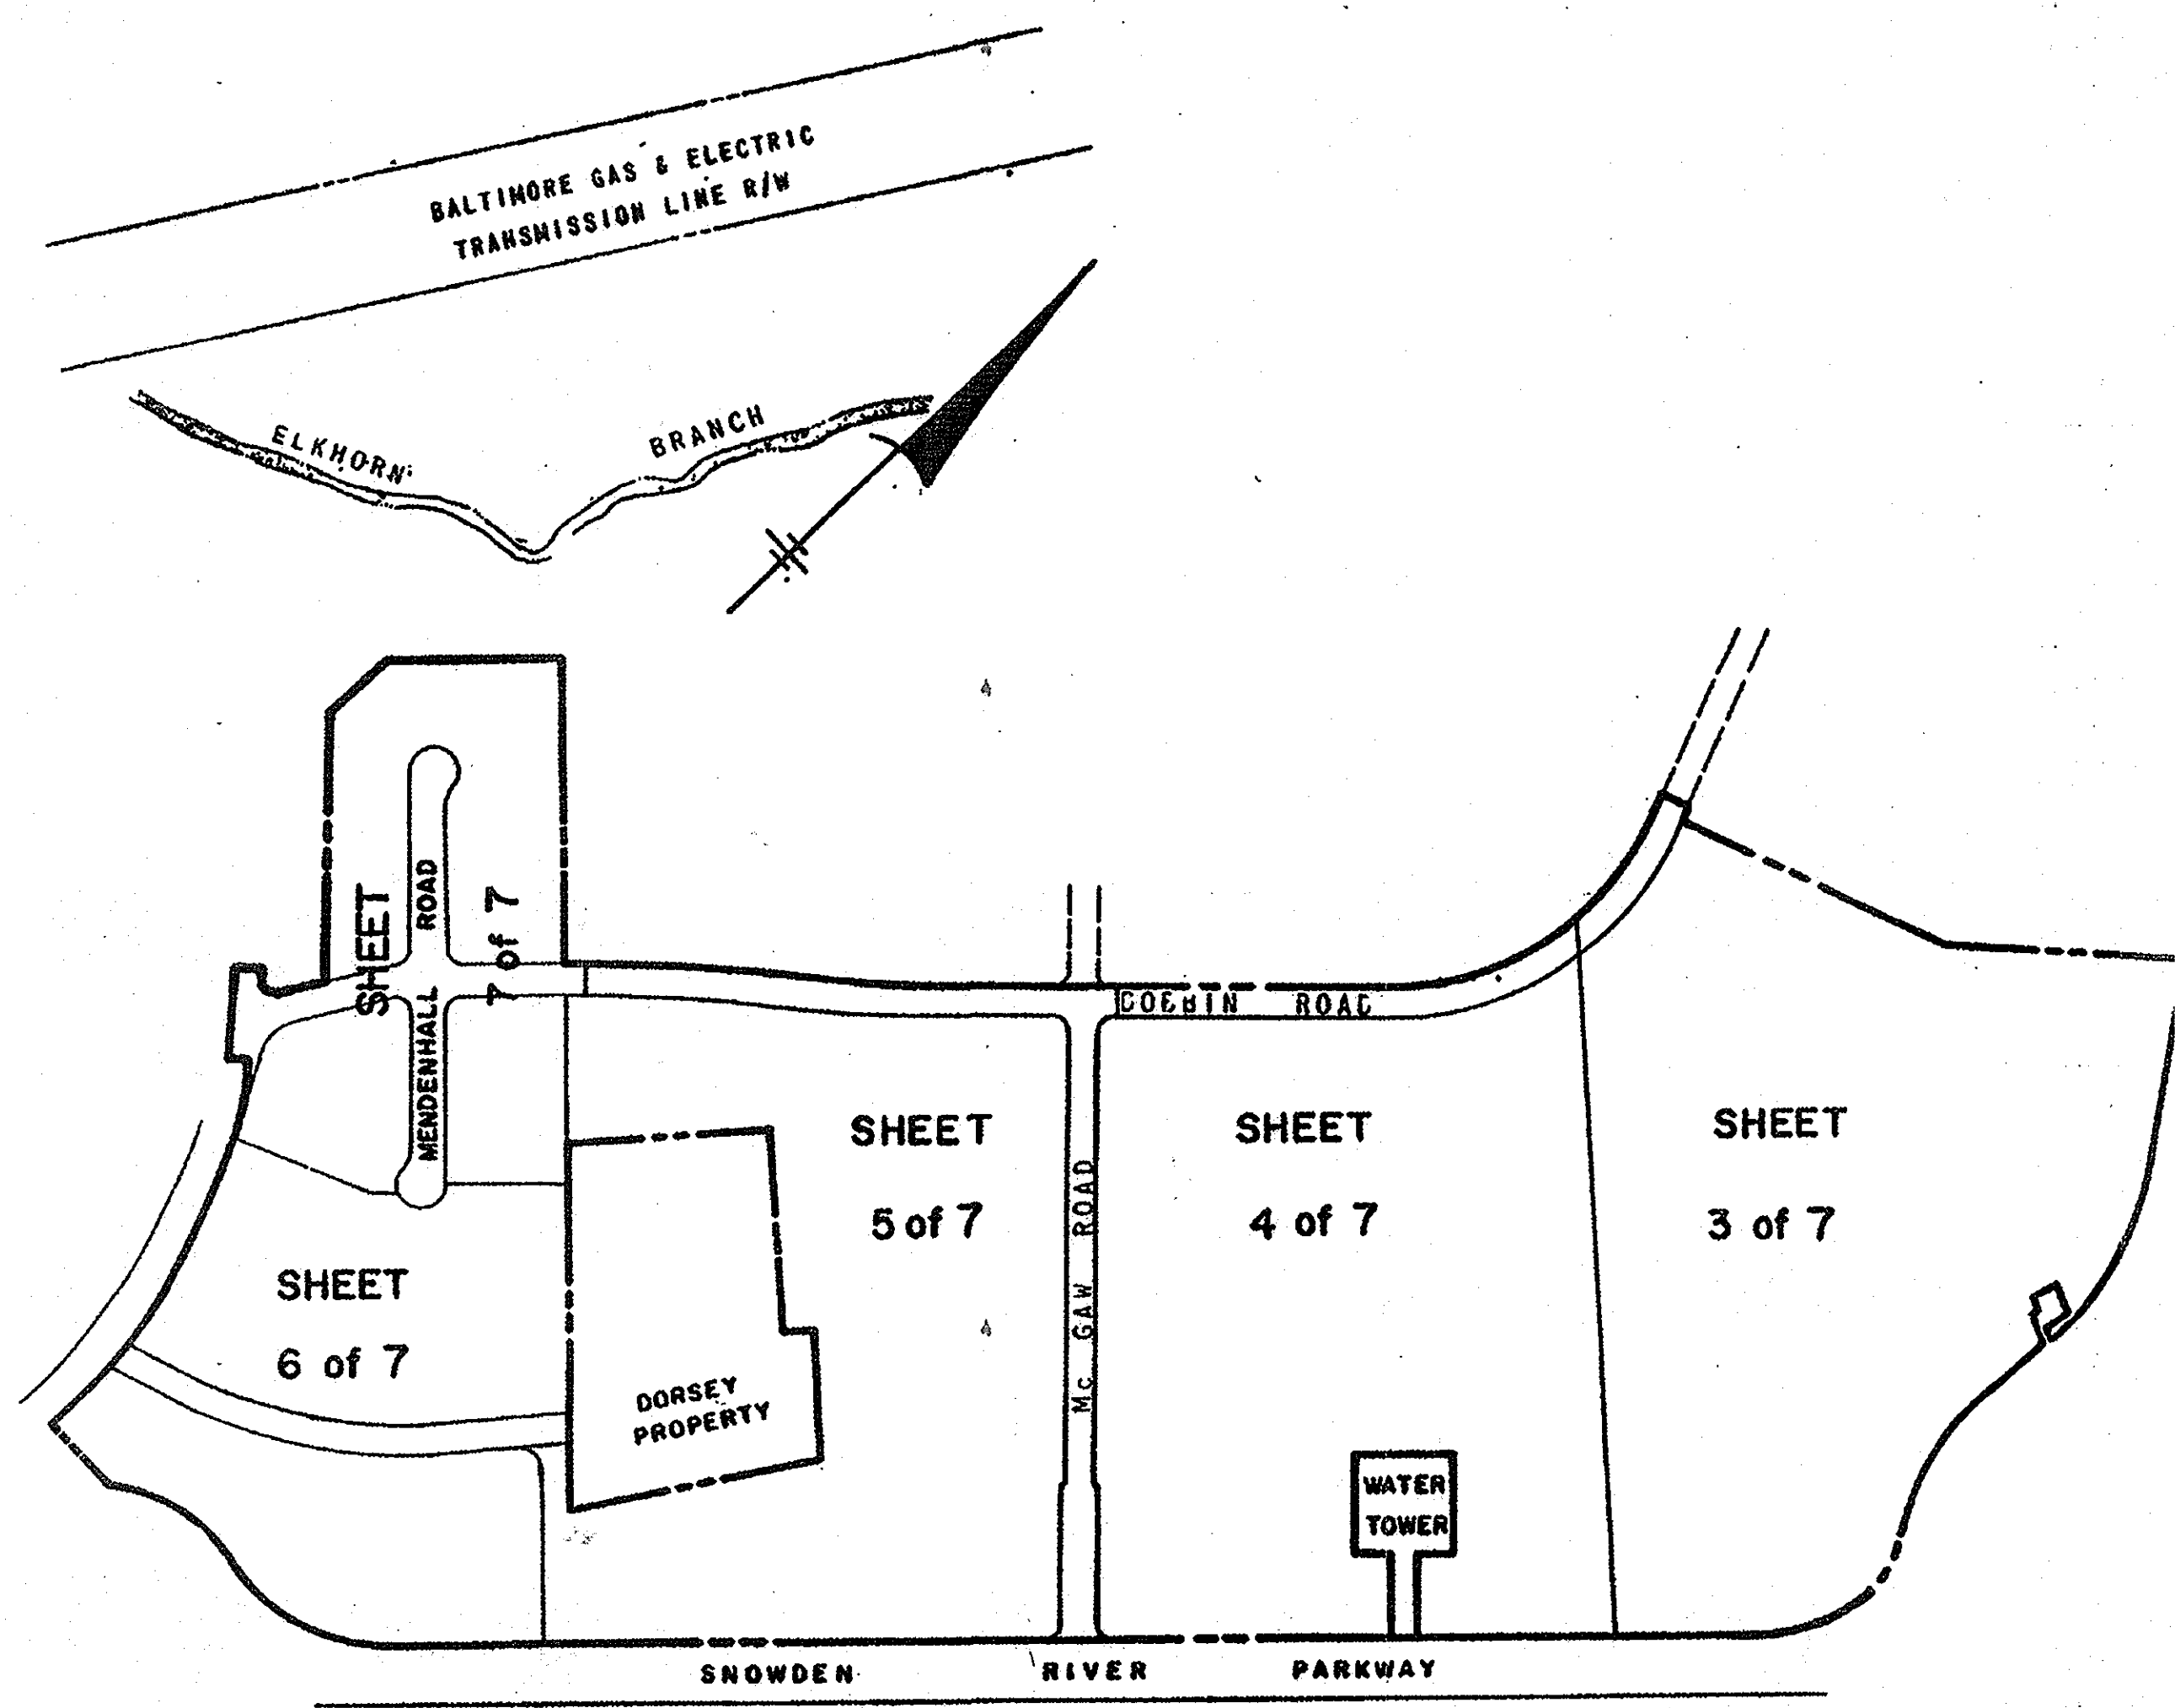 BALTIMORE GAS & ELECTRIC
TRANSMISSION LINE R/W
ELKHORN
BRANCH
SHEET
7 of 7
MENDENHALL ROAD
DOBBIN ROAD
SHEET
5 of 7
SHEET
4 of 7
SHEET
3 of 7
Mc GAW ROAD
SHEET
6 of 7
DORSEY
PROPERTY
WATER
TOWER
SNOWDEN RIVER PARKWAY